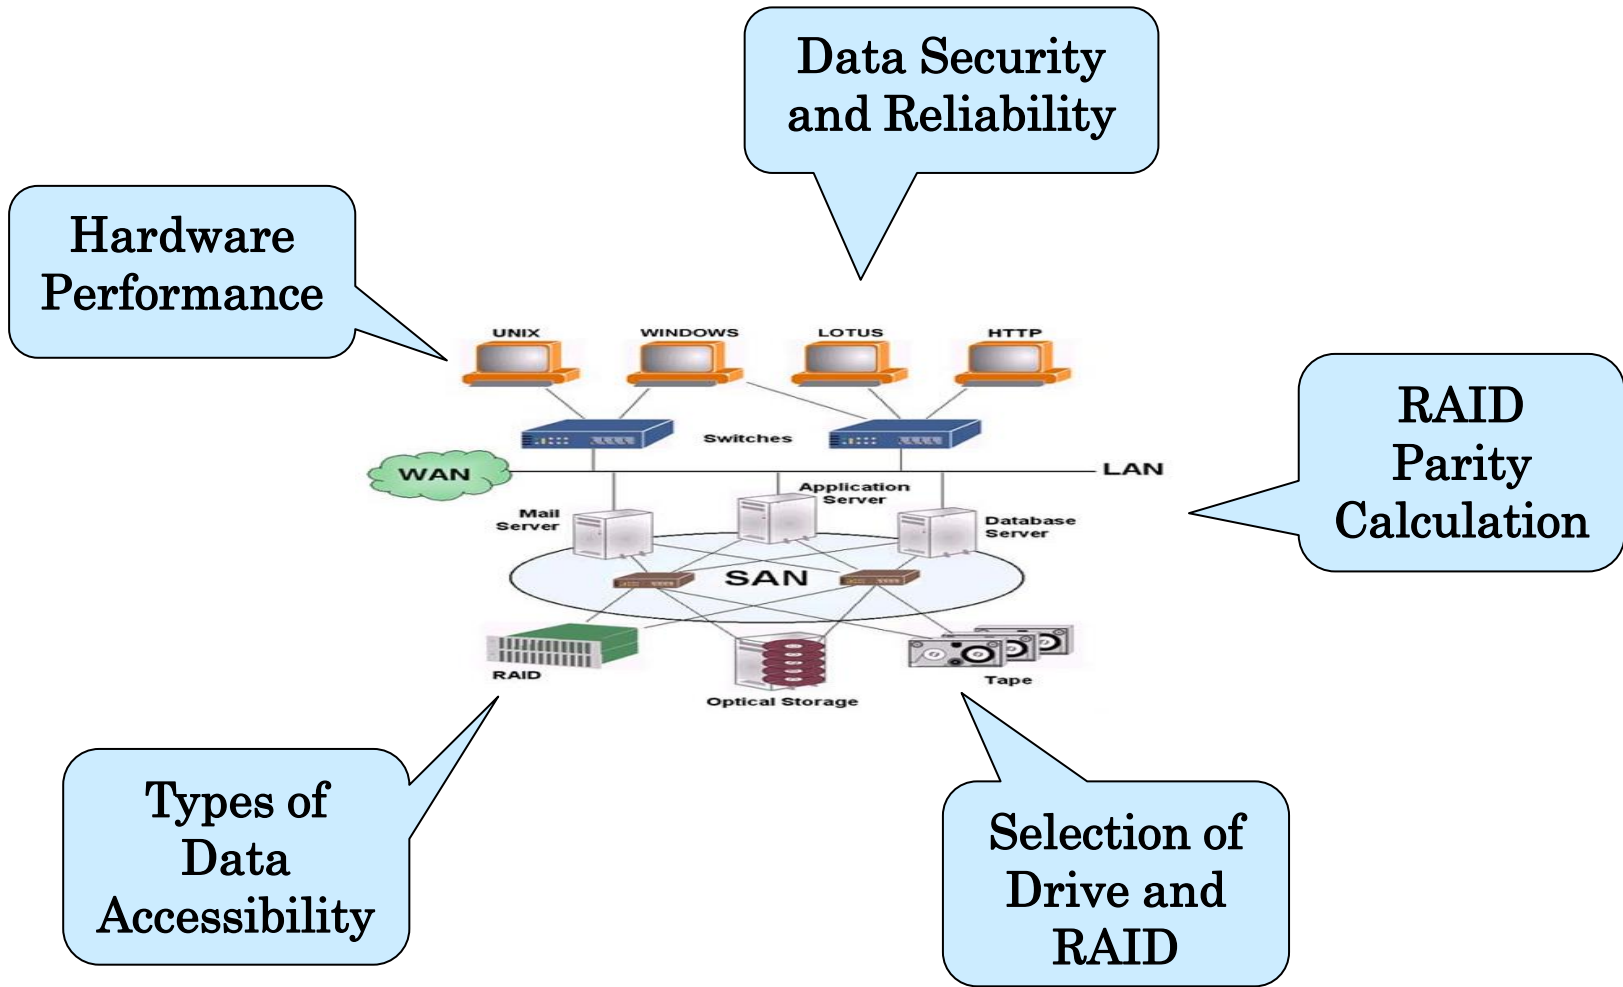 Data Security
and Reliability
Hardware
Performance
UNIX
WINDOWS
LOTUS
HTTP
RAID
Parity
Calculation
Switches
WAN
LAN
Application
Server
Mail
Server
Database
Server
SAN
RAID
Optical Storage
Tape
Types of
Data
Accessibility
Selection of
Drive and
RAID